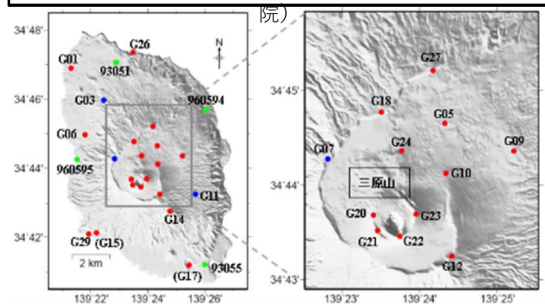 院）
34˚48'
34˚46'
34˚44'
34˚42'
G01
G26
93051
G03
960594
G06
960595
G11
G14
G29 (G15)
(G17)
93055
2 km
139˚22' 139˚24' 139˚26'
34˚45'
34˚44'
34˚43'
G27
G18
G05
G07
G24
G09
G10
三原山
G20
G23
G21
G22
G12
139˚23' 139˚24' 139˚25'